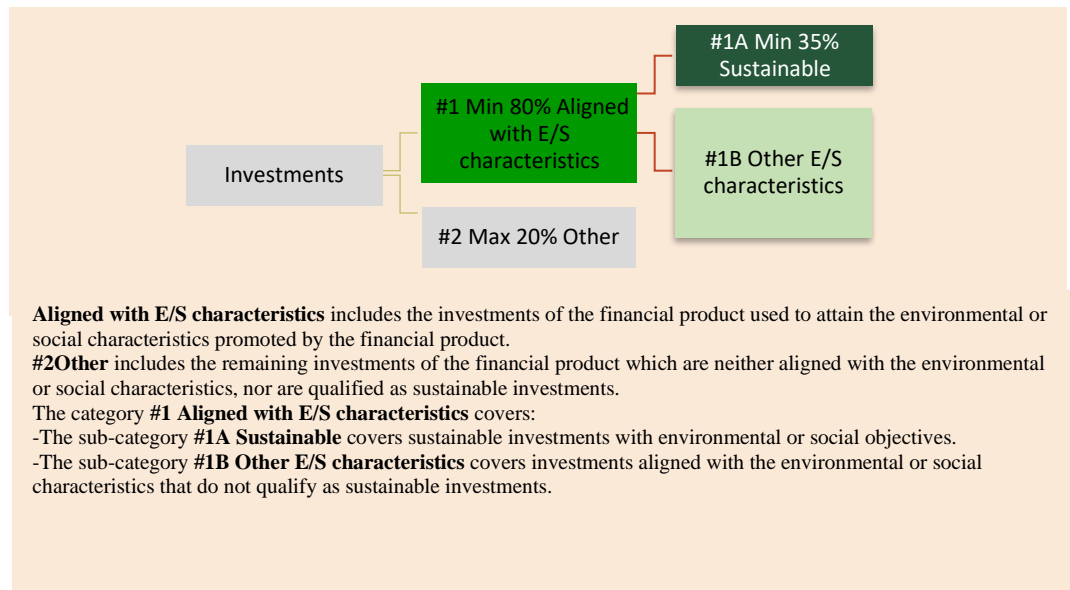 #1A Min 35%
Sustainable
#1 Min 80% Aligned
with E/S
characteristics
#1B Other E/S
characteristics
Investments
#2 Max 20% Other
Aligned with E/S characteristics includes the investments of the financial product used to attain the environmental or
social characteristics promoted by the financial product.
#2Other includes the remaining investments of the financial product which are neither aligned with the environmental
or social characteristics, nor are qualified as sustainable investments.
The category #1 Aligned with E/S characteristics covers:
-The sub-category #1A Sustainable covers sustainable investments with environmental or social objectives.
-The sub-category #1B Other E/S characteristics covers investments aligned with the environmental or social
characteristics that do not qualify as sustainable investments.